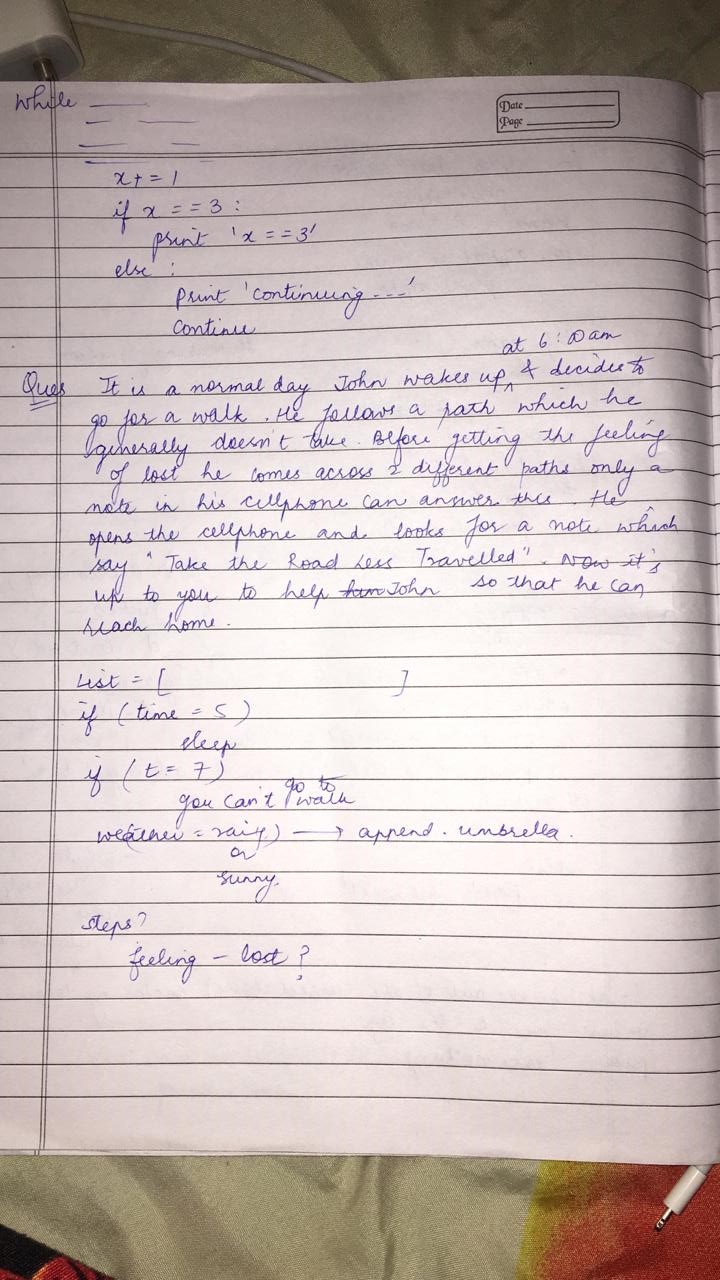 While
Date
Page
x+=1
if x == 3 :
print 'x==3'
else :
Print 'continuing ---'
Continue
at 6:00am
Ques It is a normal day John wakes up ^ & decides to
go for a walk. He follows a path which he
generally doesn't take. Before getting the feeling
of lost he comes across 2 different paths only a
note in his cellphone can answer this. He
opens the cellphone and looks for a note which
say "Take the Road Less Travelled". Now it's
up to you to help John so that he can
reach home.
List = [ ]
if (time = 5)
sleep
if (t = 7)
go to
you can't walk
weather = rainy) → append. umbrella.
or
sunny.
steps?
feeling - lost?